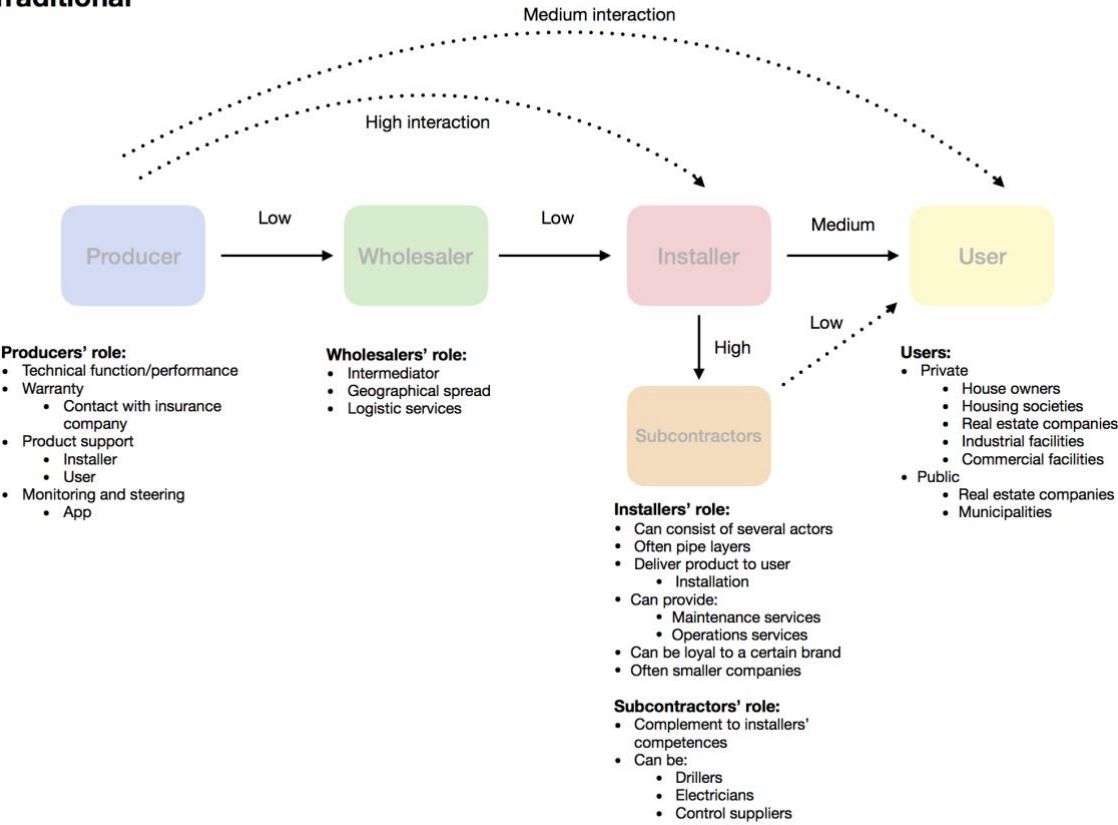 Traditional
Medium interaction
High interaction
Low
Low
Medium
Producer
Wholesaler
Installer
User
Low
High
Subcontractors
Producers' role:
• Technical function/performance
• Warranty
• Contact with insurance
company
• Product support
• Installer
• User
• Monitoring and steering
• App
Wholesalers' role:
• Intermediator
• Geographical spread
• Logistic services
Installers' role:
• Can consist of several actors
• Often pipe layers
• Deliver product to user
• Installation
• Can provide:
• Maintenance services
• Operations services
• Can be loyal to a certain brand
• Often smaller companies
Subcontractors' role:
• Complement to installers'
competences
• Can be:
• Drillers
• Electricians
• Control suppliers
Users:
• Private
• House owners
• Housing societies
• Real estate companies
• Industrial facilities
• Commercial facilities
• Public
• Real estate companies
• Municipalities